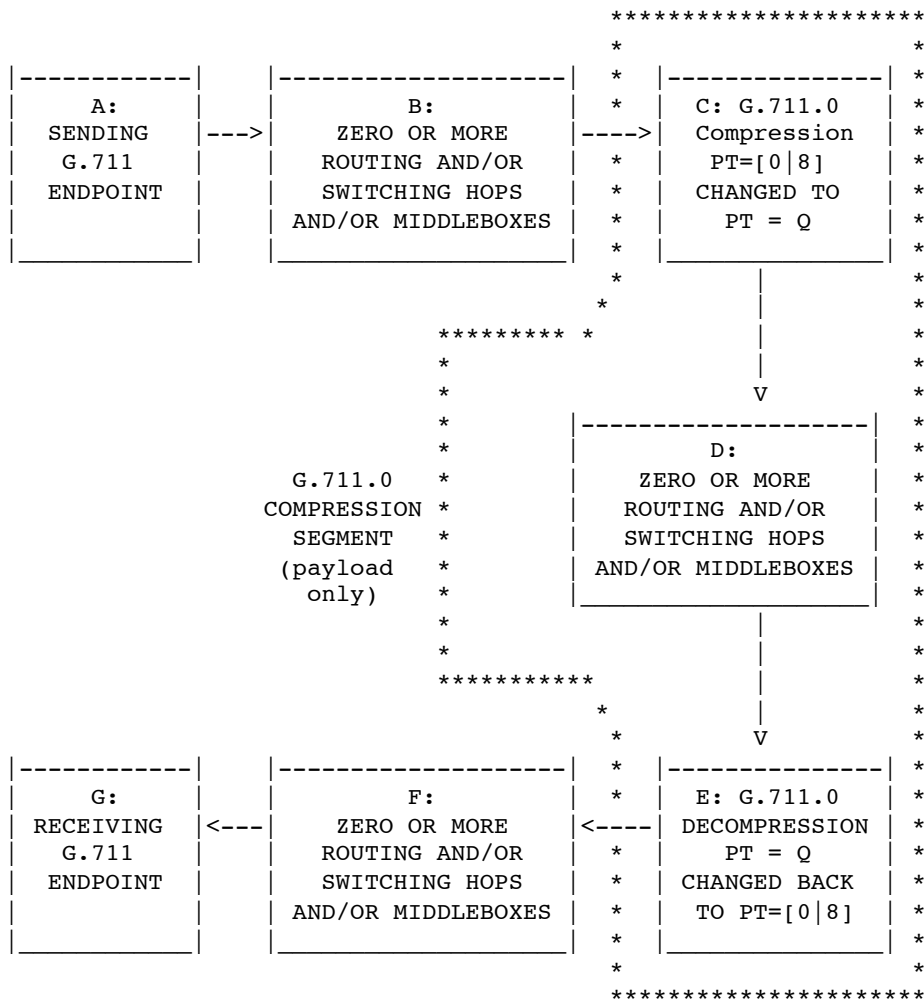 A:
SENDING
G.711
ENDPOINT
B:
ZERO OR MORE
ROUTING AND/OR
SWITCHING HOPS
AND/OR MIDDLEBOXES
C: G.711.0
Compression
PT=[0|8]
CHANGED TO
PT = Q
D:
ZERO OR MORE
ROUTING AND/OR
SWITCHING HOPS
AND/OR MIDDLEBOXES
G.711.0
COMPRESSION
SEGMENT
(payload
only)
E: G.711.0
DECOMPRESSION
PT = Q
CHANGED BACK
TO PT=[0|8]
F:
ZERO OR MORE
ROUTING AND/OR
SWITCHING HOPS
AND/OR MIDDLEBOXES
G:
RECEIVING
G.711
ENDPOINT